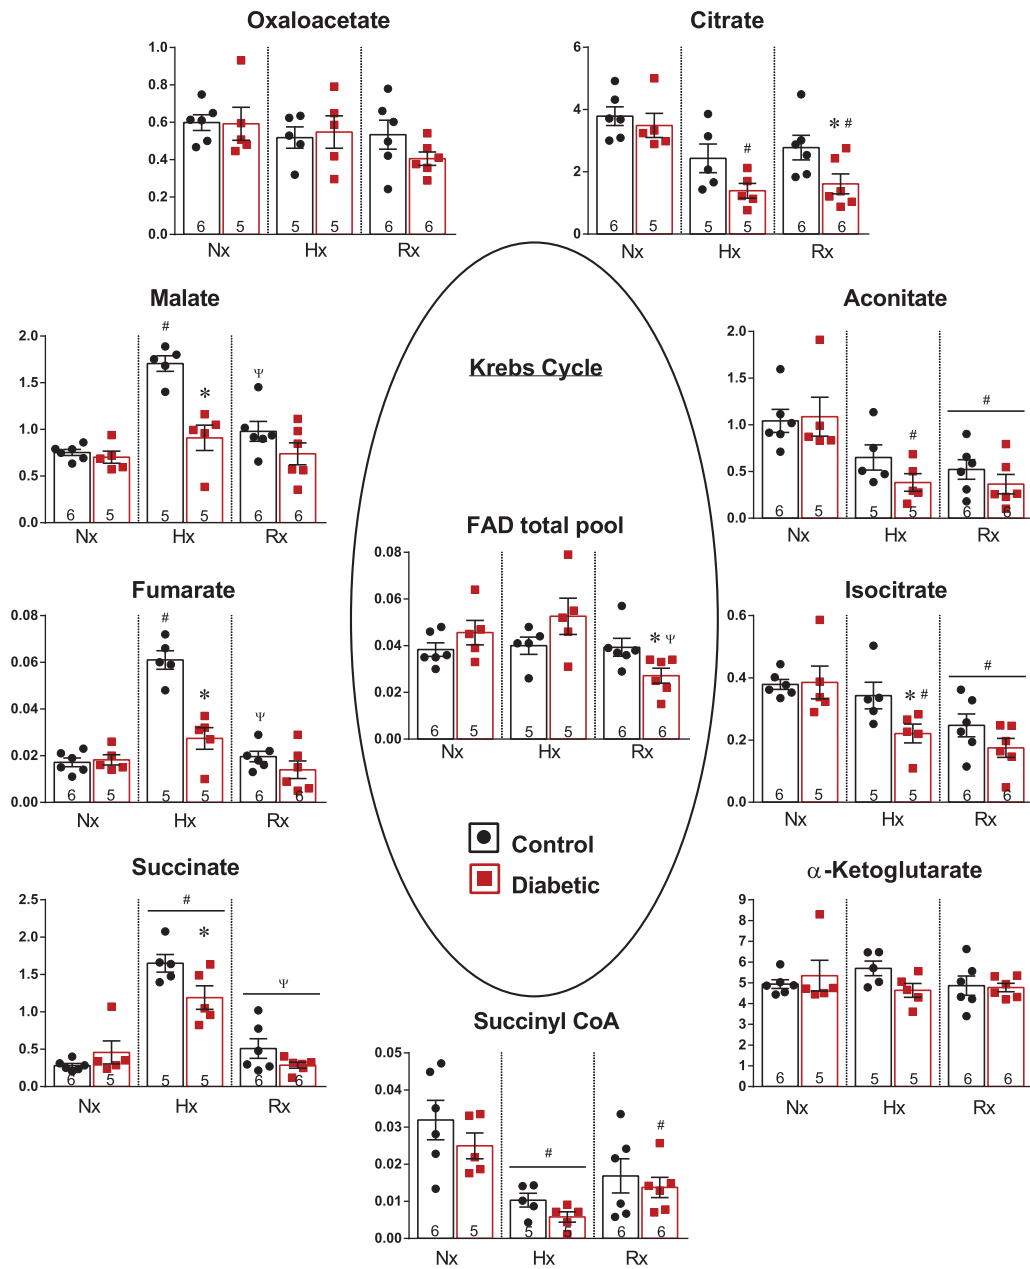 Oxaloacetate
1.0
0.8
0.6
0.4
0.2
0.0
6 5 5 5 6 6
Nx Hx Rx
Citrate
6
4
2
0
# * #
6 5 5 5 6 6
Nx Hx Rx
Malate
2.0
1.5
1.0
0.5
0.0
# * Ψ
6 5 5 5 6 6
Nx Hx Rx
Krebs Cycle
Aconitate
2.0
1.5
1.0
0.5
0.0
# #
6 5 5 5 6 6
Nx Hx Rx
FAD total pool
0.08
0.06
0.04
0.02
0.00
* Ψ
6 5 5 5 6 6
Nx Hx Rx
Fumarate
0.08
0.06
0.04
0.02
0.00
# * Ψ
6 5 5 5 6 6
Nx Hx Rx
Isocitrate
0.6
0.4
0.2
0.0
* # #
6 5 5 5 6 6
Nx Hx Rx
Control
Diabetic
Succinate
2.5
2.0
1.5
1.0
0.5
0.0
# * Ψ
6 5 5 5 6 6
Nx Hx Rx
α-Ketoglutarate
9
8
7
6
5
4
3
2
1
0
6 5 5 5 6 6
Nx Hx Rx
Succinyl CoA
0.05
0.04
0.03
0.02
0.01
0.00
# #
6 5 5 6 6
Nx Hx Rx